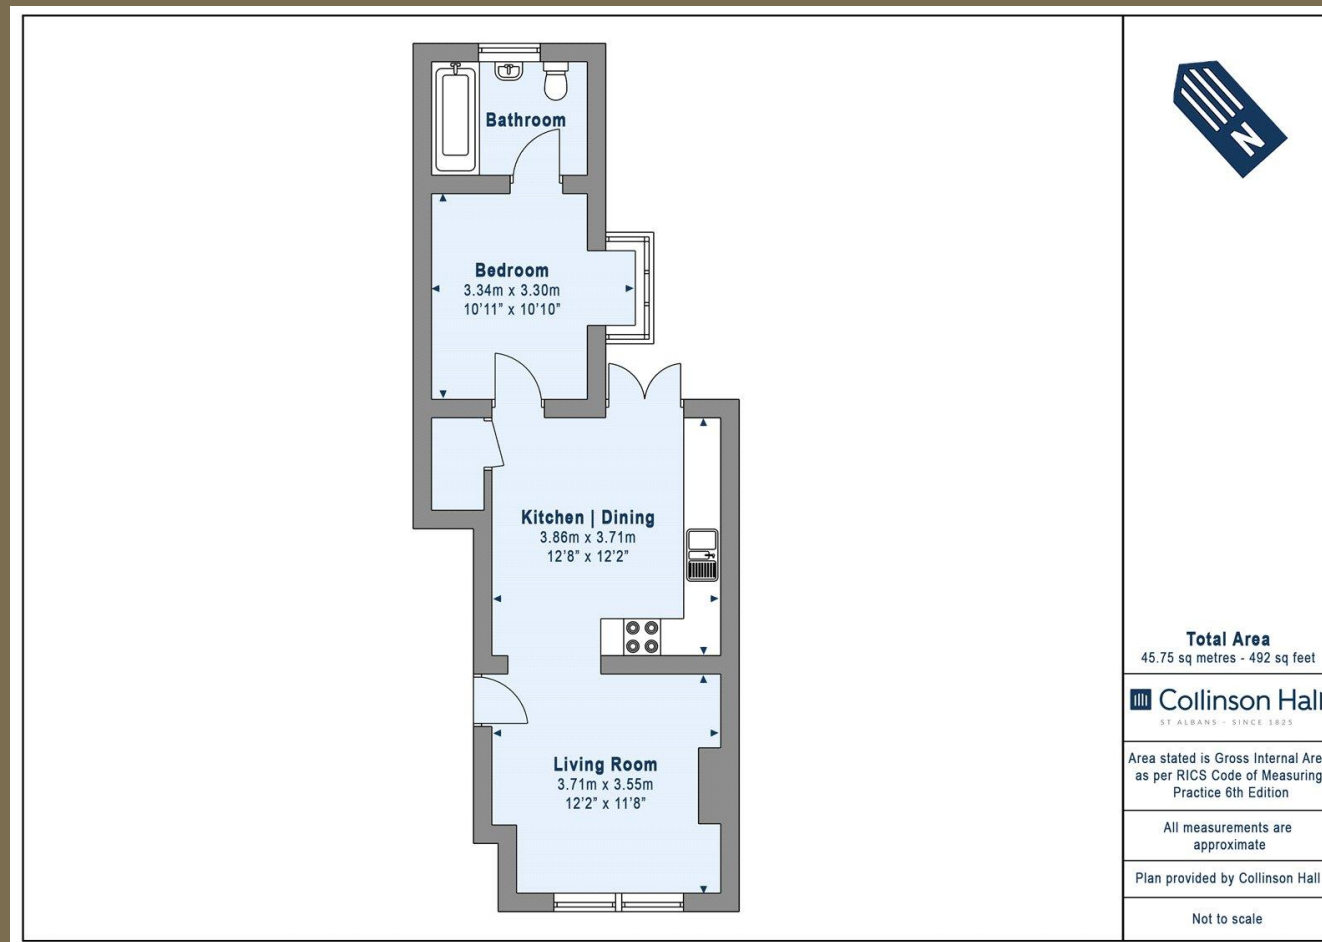 Bathroom
Bedroom
3.34m x 3.30m
10'11” x 10'10”
Kitchen | Dining
3.86m x 3.71m
12'8” x 12'2”
Living Room
3.71m x 3.55m
12'2” x 11'8”
N
Total Area
45.75 sq metres - 492 sq feet
Collinson Hall
ST ALBANS - SINCE 1825
Area stated is Gross Internal Are
as per RICS Code of Measuring
Practice 6th Edition
All measurements are
approximate
Plan provided by Collinson Hall
Not to scale